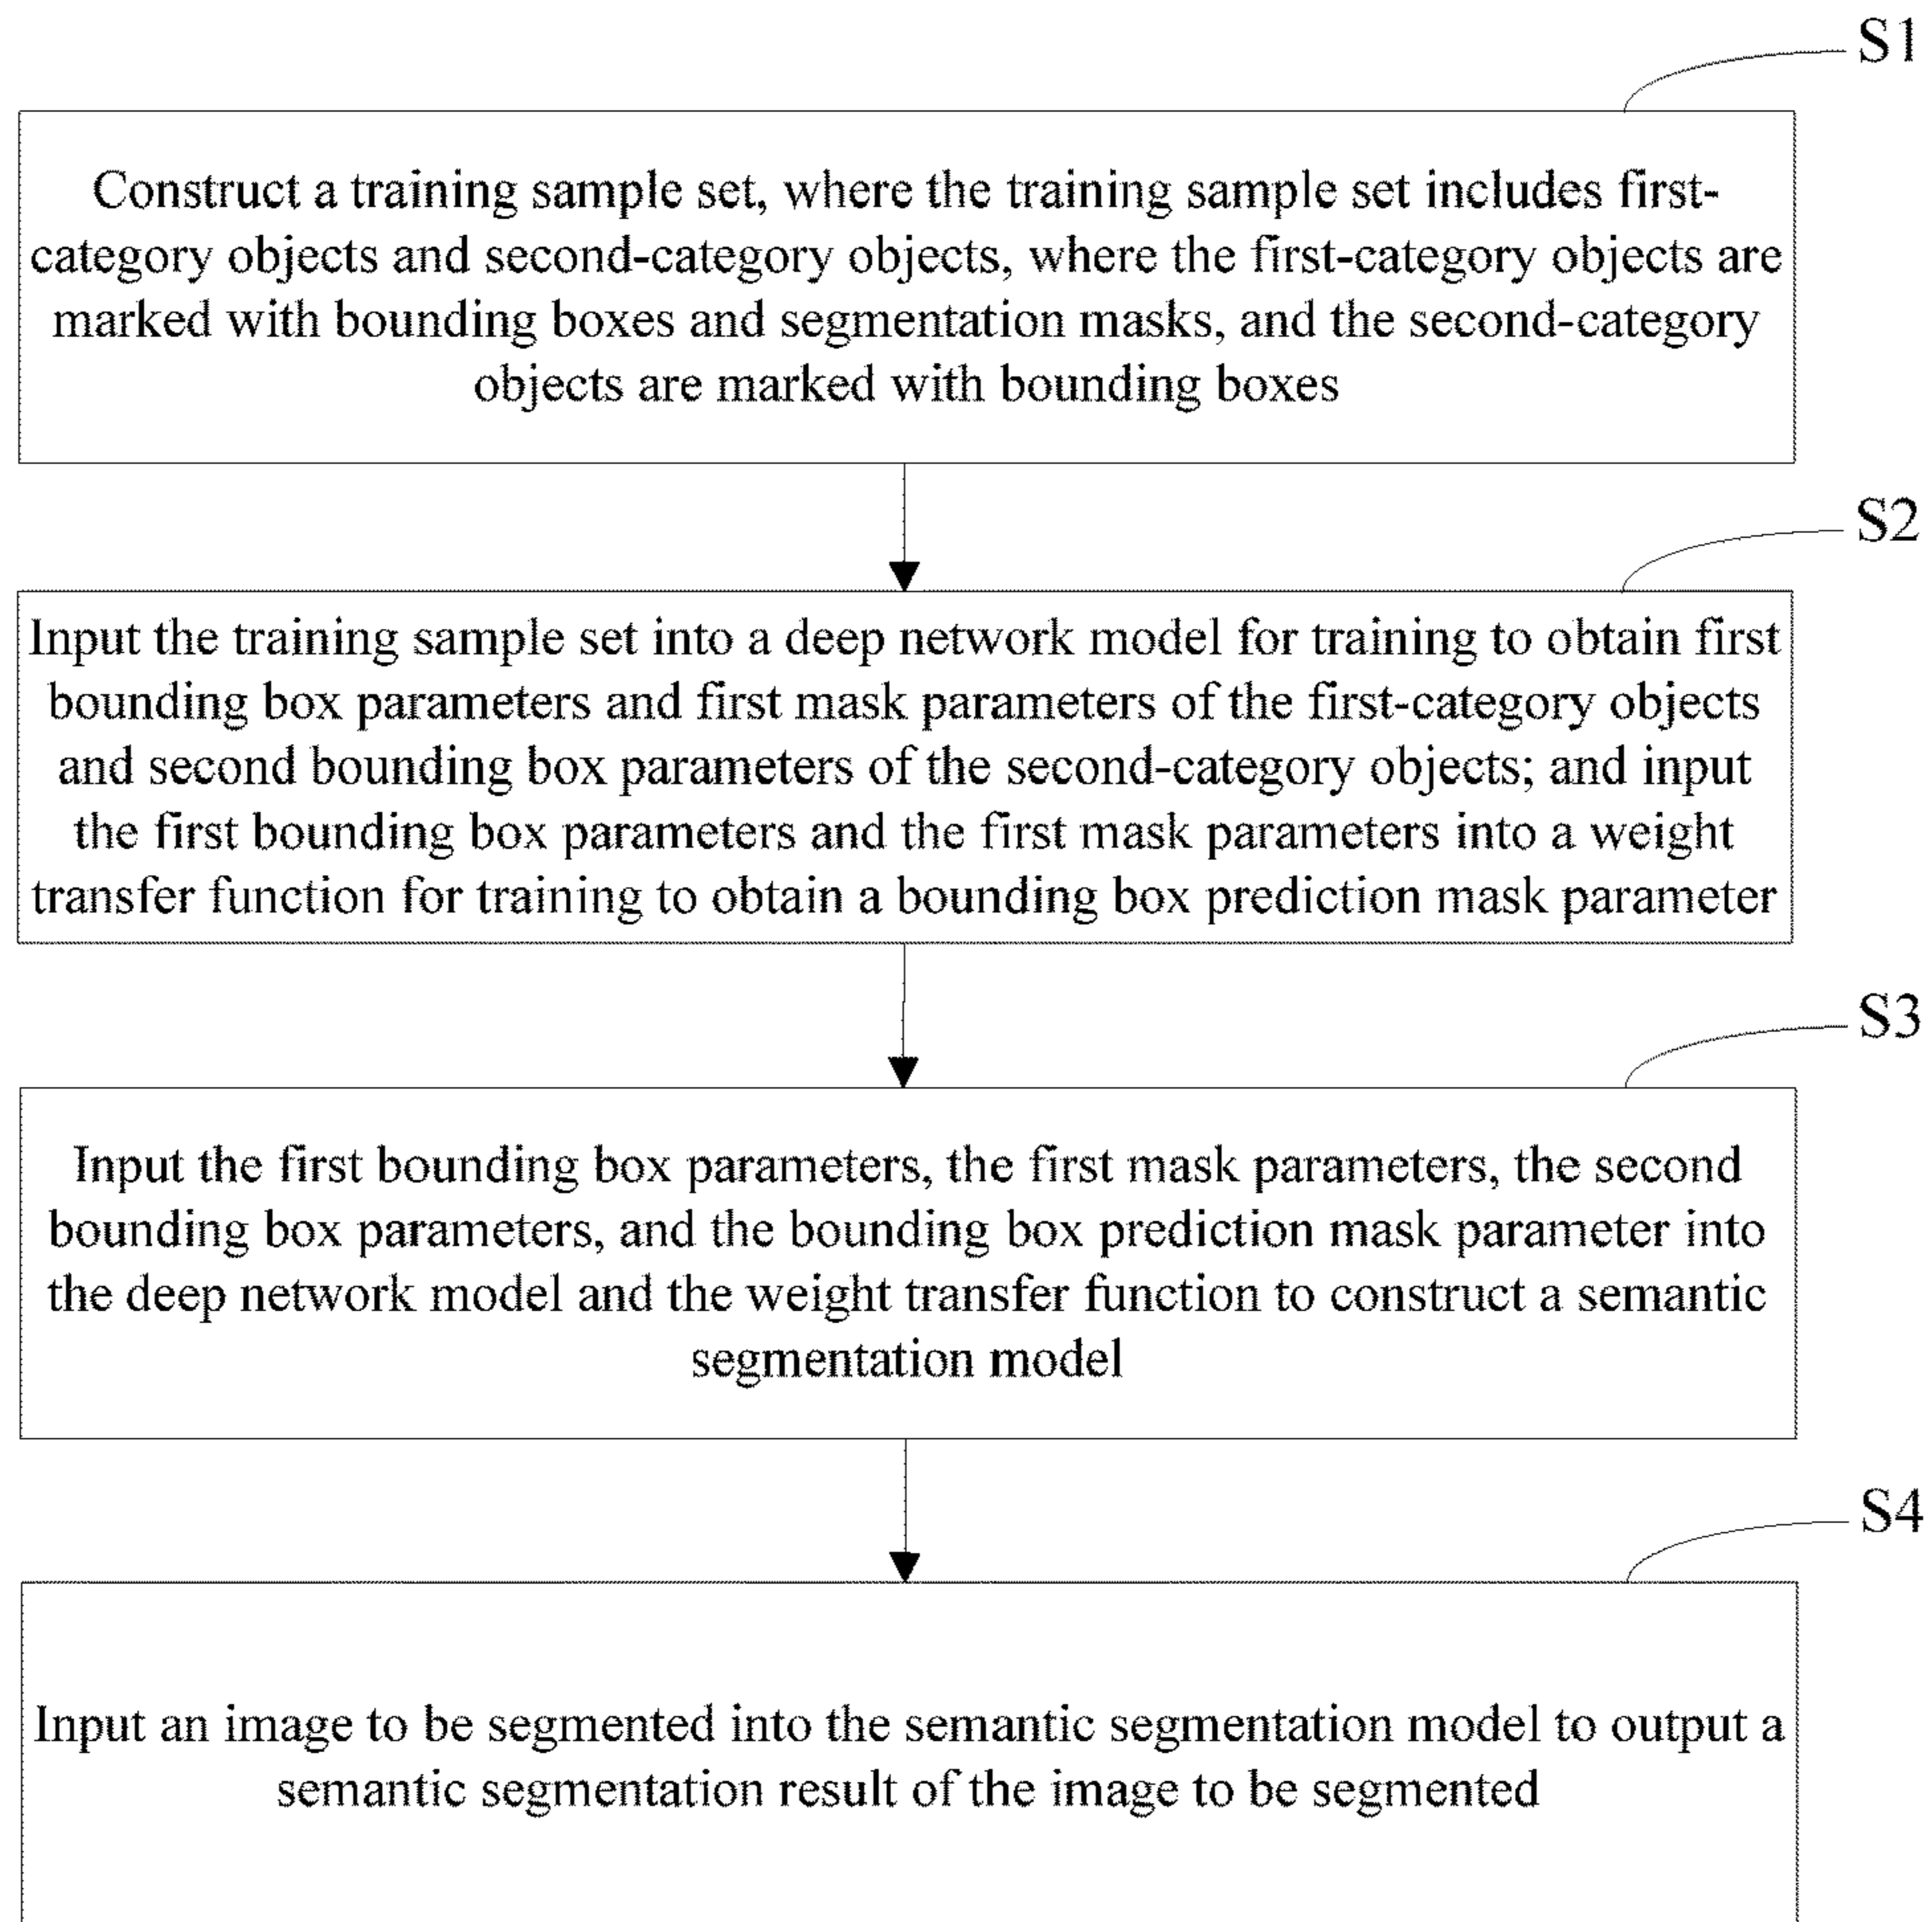 S1
Construct a training sample set, where the training sample set includes first-
category objects and second-category objects, where the first-category objects are
marked with bounding boxes and segmentation masks, and the second-category
objects are marked with bounding boxes
S2
Input the training sample set into a deep network model for training to obtain first
bounding box parameters and first mask parameters of the first-category objects
and second bounding box parameters of the second-category objects; and input
the first bounding box parameters and the first mask parameters into a weight
transfer function for training to obtain a bounding box prediction mask parameter
S3
Input the first bounding box parameters, the first mask parameters, the second
bounding box parameters, and the bounding box prediction mask parameter into
the deep network model and the weight transfer function to construct a semantic
segmentation model
S4
Input an image to be segmented into the semantic segmentation model to output a
semantic segmentation result of the image to be segmented